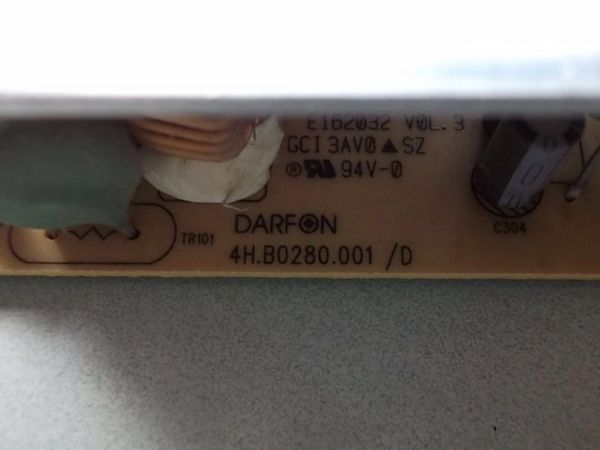 E162032 V0L.3
GCI 3AV0 ▲ SZ
® 94V-0
DARFON
TR101
4H.B0280.001 /D
C304